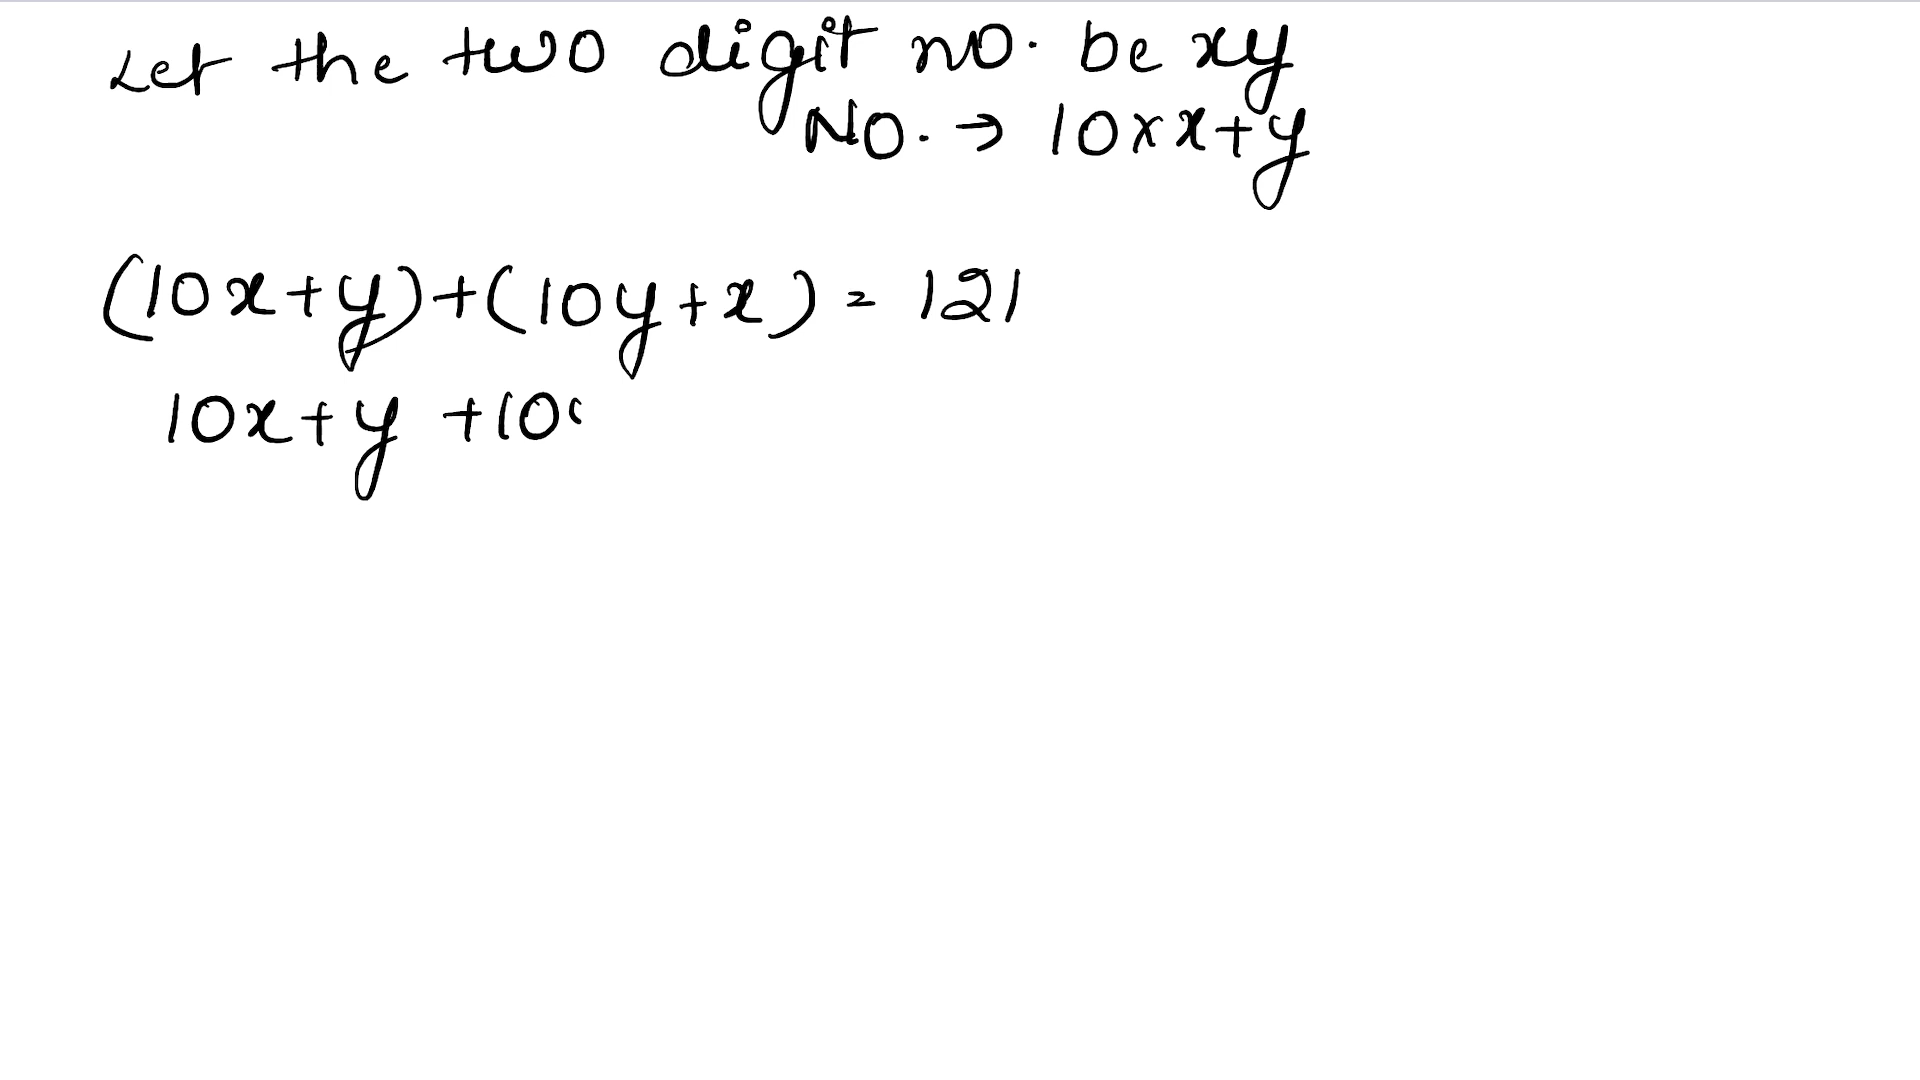 Let the two digit no. be xy
No. → 10×x+y
(10x+y)+(10y+x) = 121
10x+y +10